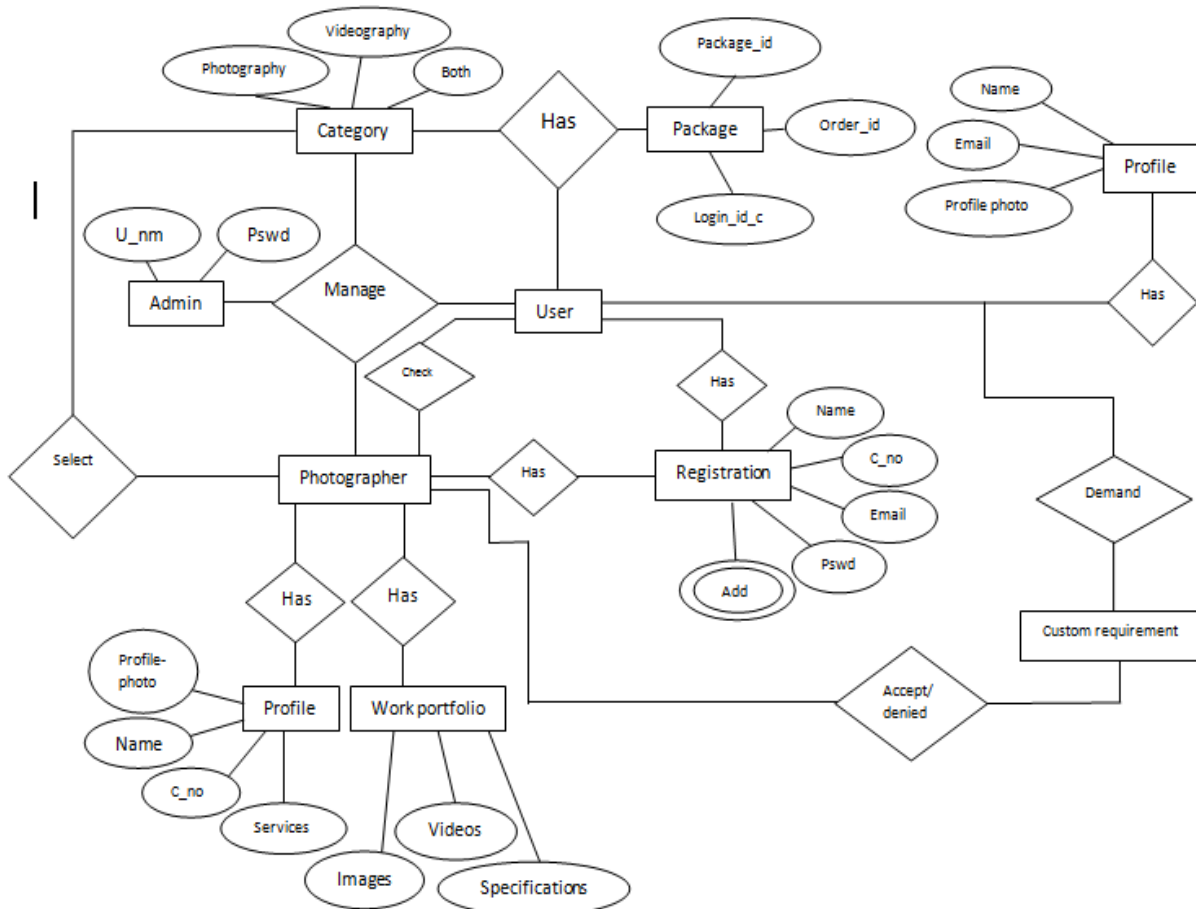 Videography
Photography
Both
Category
Has
Package_id
Package
Order_id
Login_id_c
Name
Email
Profile photo
Profile
Has
U_nm
Pswd
Admin
Manage
User
Check
Has
Select
Photographer
Has
Registration
Name
C_no
Email
Pswd
Add
Demand
Custom requirement
Accept/
denied
Has
Has
Profile-
photo
Name
C_no
Services
Profile
Work portfolio
Images
Videos
Specifications